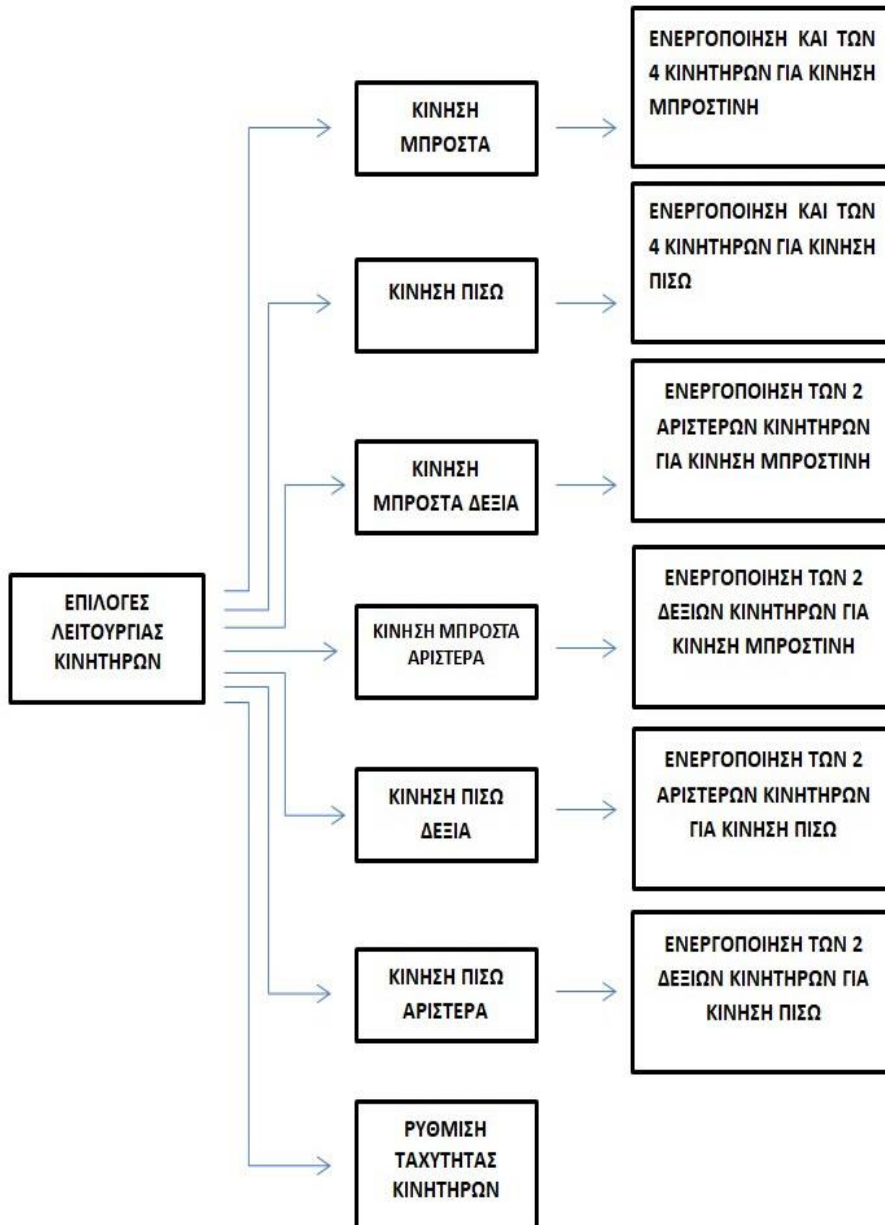 ΕΝΕΡΓΟΠΟΙΗΣΗ ΚΑΙ ΤΩΝ
4 ΚΙΝΗΤΗΡΩΝ ΓΙΑ ΚΙΝΗΣΗ
ΜΠΡΟΣΤΙΝΗ
ΚΙΝΗΣΗ
ΜΠΡΟΣΤΑ
ΕΝΕΡΓΟΠΟΙΗΣΗ ΚΑΙ ΤΩΝ
4 ΚΙΝΗΤΗΡΩΝ ΓΙΑ ΚΙΝΗΣΗ
ΠΙΣΩ
ΚΙΝΗΣΗ ΠΙΣΩ
ΕΝΕΡΓΟΠΟΙΗΣΗ ΤΩΝ 2
ΑΡΙΣΤΕΡΩΝ ΚΙΝΗΤΗΡΩΝ
ΓΙΑ ΚΙΝΗΣΗ ΜΠΡΟΣΤΙΝΗ
ΚΙΝΗΣΗ
ΜΠΡΟΣΤΑ ΔΕΞΙΑ
ΕΠΙΛΟΓΕΣ
ΛΕΙΤΟΥΡΓΙΑΣ
ΚΙΝΗΤΗΡΩΝ
ΚΙΝΗΣΗ ΜΠΡΟΣΤΑ
ΑΡΙΣΤΕΡΑ
ΕΝΕΡΓΟΠΟΙΗΣΗ ΤΩΝ 2
ΔΕΞΙΩΝ ΚΙΝΗΤΗΡΩΝ ΓΙΑ
ΚΙΝΗΣΗ ΜΠΡΟΣΤΙΝΗ
ΚΙΝΗΣΗ ΠΙΣΩ
ΔΕΞΙΑ
ΕΝΕΡΓΟΠΟΙΗΣΗ ΤΩΝ 2
ΑΡΙΣΤΕΡΩΝ ΚΙΝΗΤΗΡΩΝ
ΓΙΑ ΚΙΝΗΣΗ ΠΙΣΩ
ΚΙΝΗΣΗ ΠΙΣΩ
ΑΡΙΣΤΕΡΑ
ΕΝΕΡΓΟΠΟΙΗΣΗ ΤΩΝ 2
ΔΕΞΙΩΝ ΚΙΝΗΤΗΡΩΝ ΓΙΑ
ΚΙΝΗΣΗ ΠΙΣΩ
ΡΥΘΜΙΣΗ
ΤΑΧΥΤΗΤΑΣ
ΚΙΝΗΤΗΡΩΝ